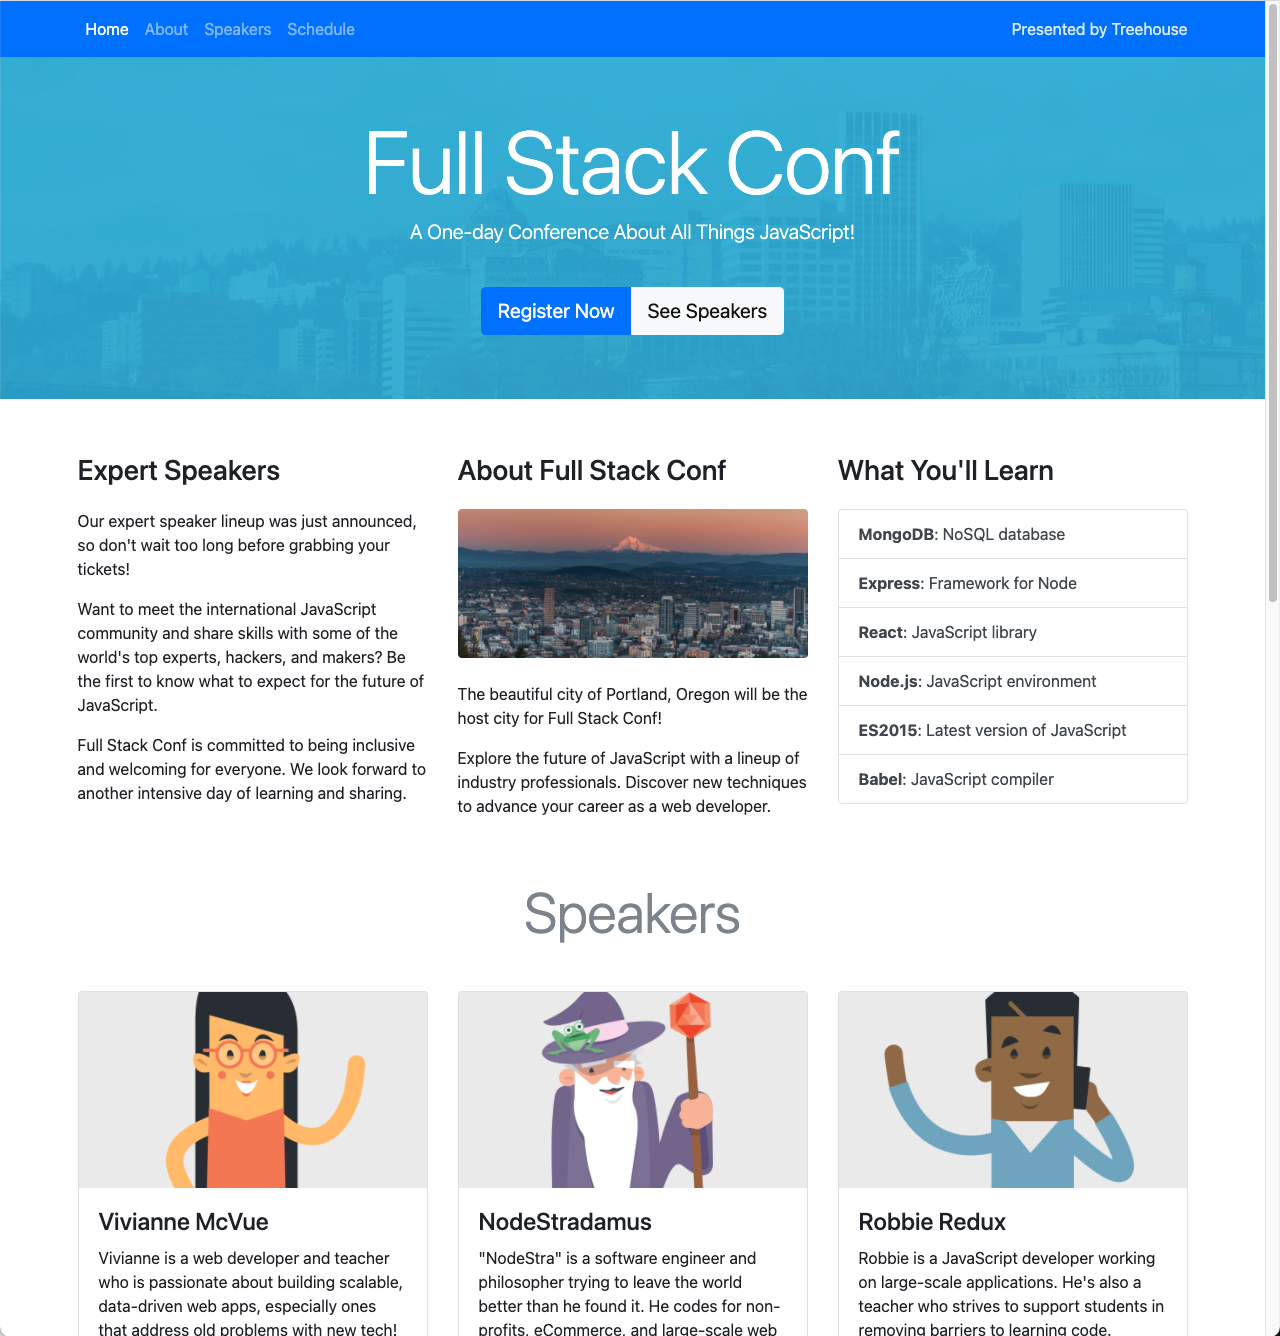 Home About Speakers Schedule Presented by Treehouse
Full Stack Conf
A One-day Conference About All Things JavaScript!
Register Now See Speakers
Expert Speakers
Our expert speaker lineup was just announced,
so don't wait too long before grabbing your
tickets!
Want to meet the international JavaScript
community and share skills with some of the
world's top experts, hackers, and makers? Be
the first to know what to expect for the future of
JavaScript.
Full Stack Conf is committed to being inclusive
and welcoming for everyone. We look forward to
another intensive day of learning and sharing.
About Full Stack Conf
The beautiful city of Portland, Oregon will be the
host city for Full Stack Conf!
Explore the future of JavaScript with a lineup of
industry professionals. Discover new techniques
to advance your career as a web developer.
What You'll Learn
MongoDB: NoSQL database
Express: Framework for Node
React: JavaScript library
Node.js: JavaScript environment
ES2015: Latest version of JavaScript
Babel: JavaScript compiler
Speakers
Vivianne McVue
Vivianne is a web developer and teacher
who is passionate about building scalable,
data-driven web apps, especially ones
that address old problems with new tech!
NodeStradamus
"NodeStra" is a software engineer and
philosopher trying to leave the world
better than he found it. He codes for non-
profits, eCommerce, and large-scale web
Robbie Redux
Robbie is a JavaScript developer working
on large-scale applications. He's also a
teacher who strives to support students in
removing barriers to learning code.